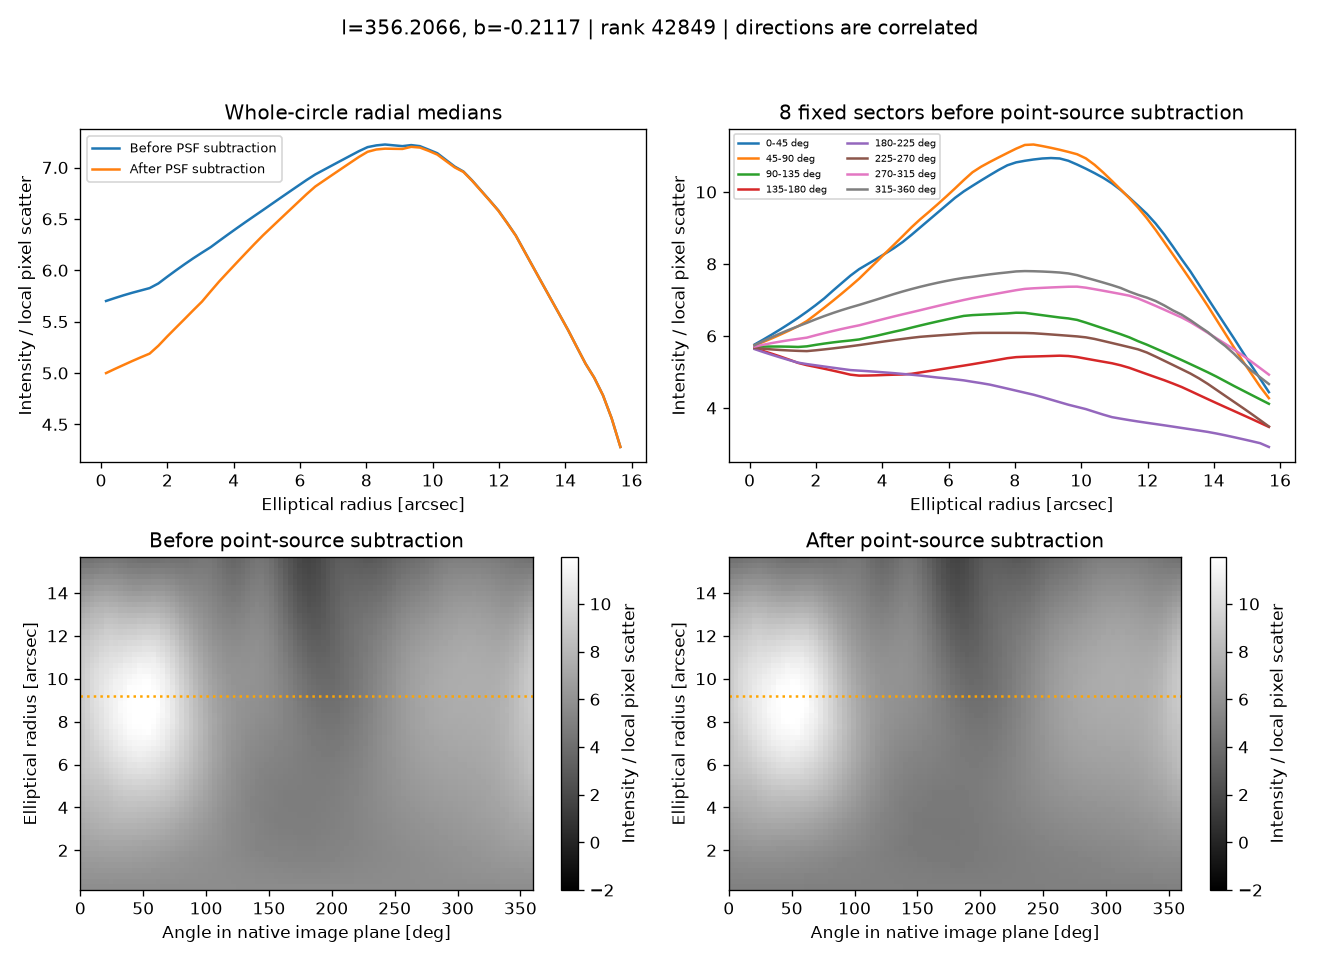 l=356.2066, b=-0.2117 | rank 42849 | directions are correlated
Whole-circle radial medians
Before PSF subtraction
After PSF subtraction
Intensity / local pixel scatter
7.0
6.5
6.0
5.5
5.0
4.5
0 2 4 6 8 10 12 14 16
Elliptical radius [arcsec]
8 fixed sectors before point-source subtraction
0-45 deg
45-90 deg
90-135 deg
135-180 deg
180-225 deg
225-270 deg
270-315 deg
315-360 deg
Intensity / local pixel scatter
10
8
6
4
0 2 4 6 8 10 12 14 16
Elliptical radius [arcsec]
Before point-source subtraction
Elliptical radius [arcsec]
14
12
10
8
6
4
2
0 50 100 150 200 250 300 350
Angle in native image plane [deg]
10
8
6
4
2
0
−2
Intensity / local pixel scatter
After point-source subtraction
Elliptical radius [arcsec]
14
12
10
8
6
4
2
0 50 100 150 200 250 300 350
Angle in native image plane [deg]
10
8
6
4
2
0
−2
Intensity / local pixel scatter